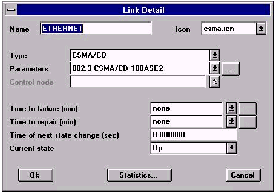 Link Detail
Name ETHERNET Icon csma.icn
Type CSMA/CD
Parameters 802.3 CSMA/CD 100ASE2
Control node
Time to failure (min) none
Time to repair (min) none
Time of next state change (sec)
Current state Up
Ok Statistics... Cancel